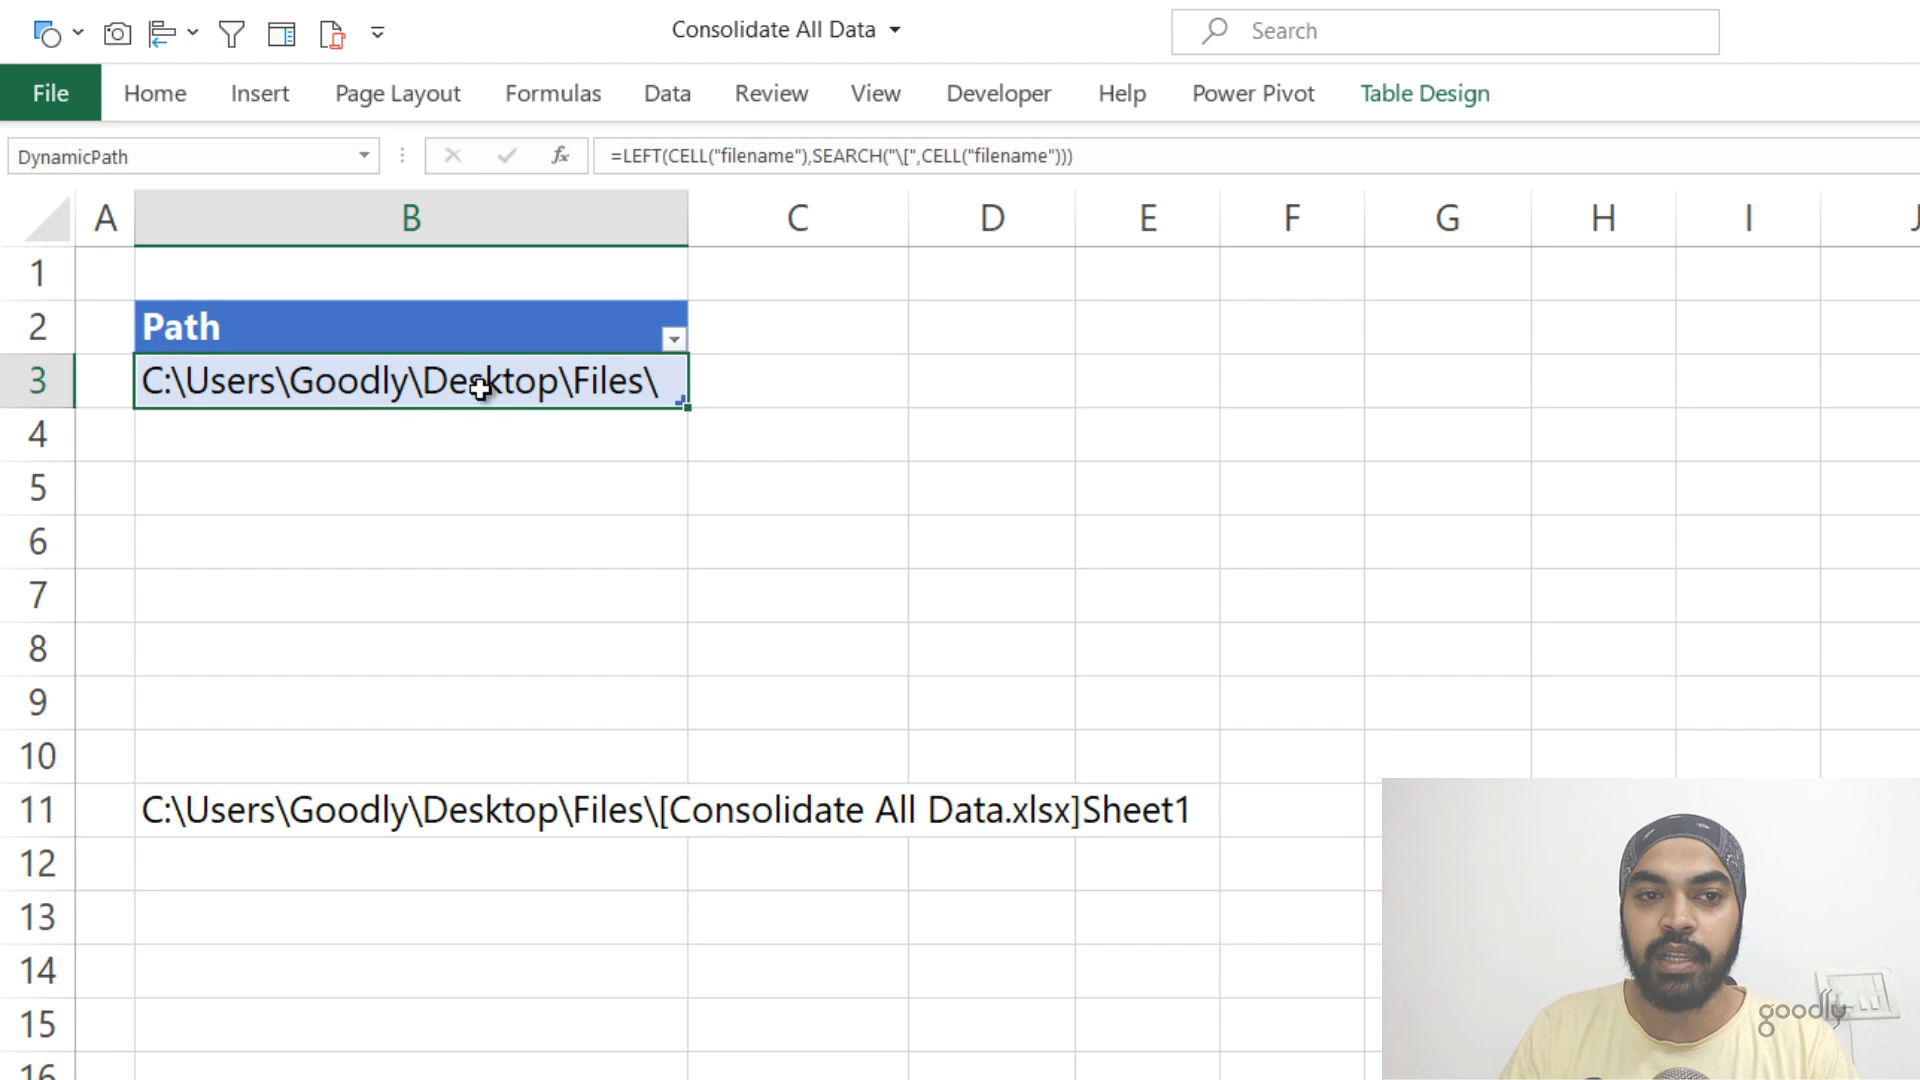 Consolidate All Data
Search
File Home Insert Page Layout Formulas Data Review View Developer Help Power Pivot Table Design
DynamicPath
fx
=LEFT(CELL("filename"),SEARCH("\[",CELL("filename")))
A B C D E F G H I J
1
2 Path
3 C:\Users\Goodly\Desktop\Files\
4
5
6
7
8
9
10
11 C:\Users\Goodly\Desktop\Files\[Consolidate All Data.xlsx]Sheet1
12
13
14
15
16
goodly